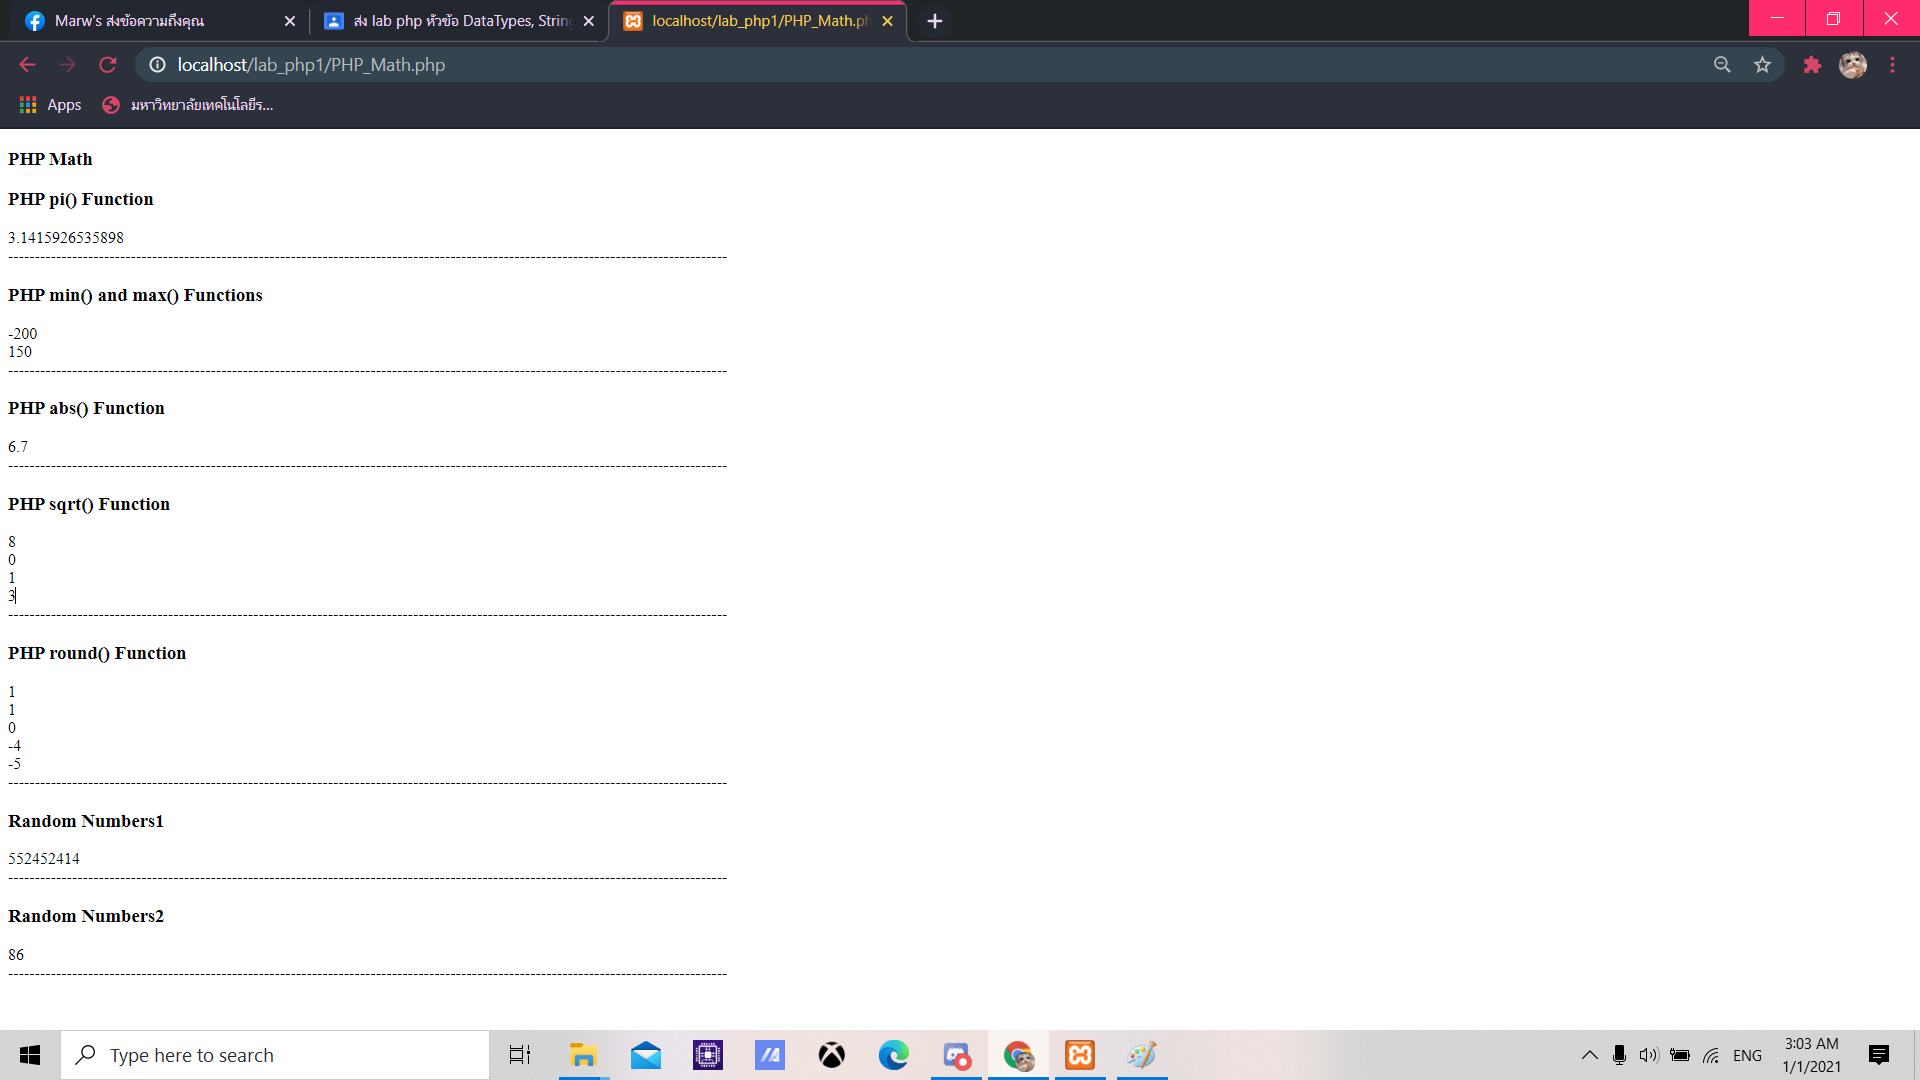 Marw's ส่งข้อความถึงคุณ
ส่ง lab php หัวข้อ DataTypes, Strin
localhost/lab_php1/PHP_Math.ph
localhost/lab_php1/PHP_Math.php
Apps
มหาวิทยาลัยเทคโนโลยีร...
PHP Math
PHP pi() Function
3.1415926535898
---------------------------------------------------------------------------------------------------------------------------------------
PHP min() and max() Functions
-200
150
---------------------------------------------------------------------------------------------------------------------------------------
PHP abs() Function
6.7
---------------------------------------------------------------------------------------------------------------------------------------
PHP sqrt() Function
8
0
1
3
---------------------------------------------------------------------------------------------------------------------------------------
PHP round() Function
1
1
0
-4
-5
---------------------------------------------------------------------------------------------------------------------------------------
Random Numbers1
552452414
---------------------------------------------------------------------------------------------------------------------------------------
Random Numbers2
86
---------------------------------------------------------------------------------------------------------------------------------------
Type here to search
ENG
3:03 AM
1/1/2021